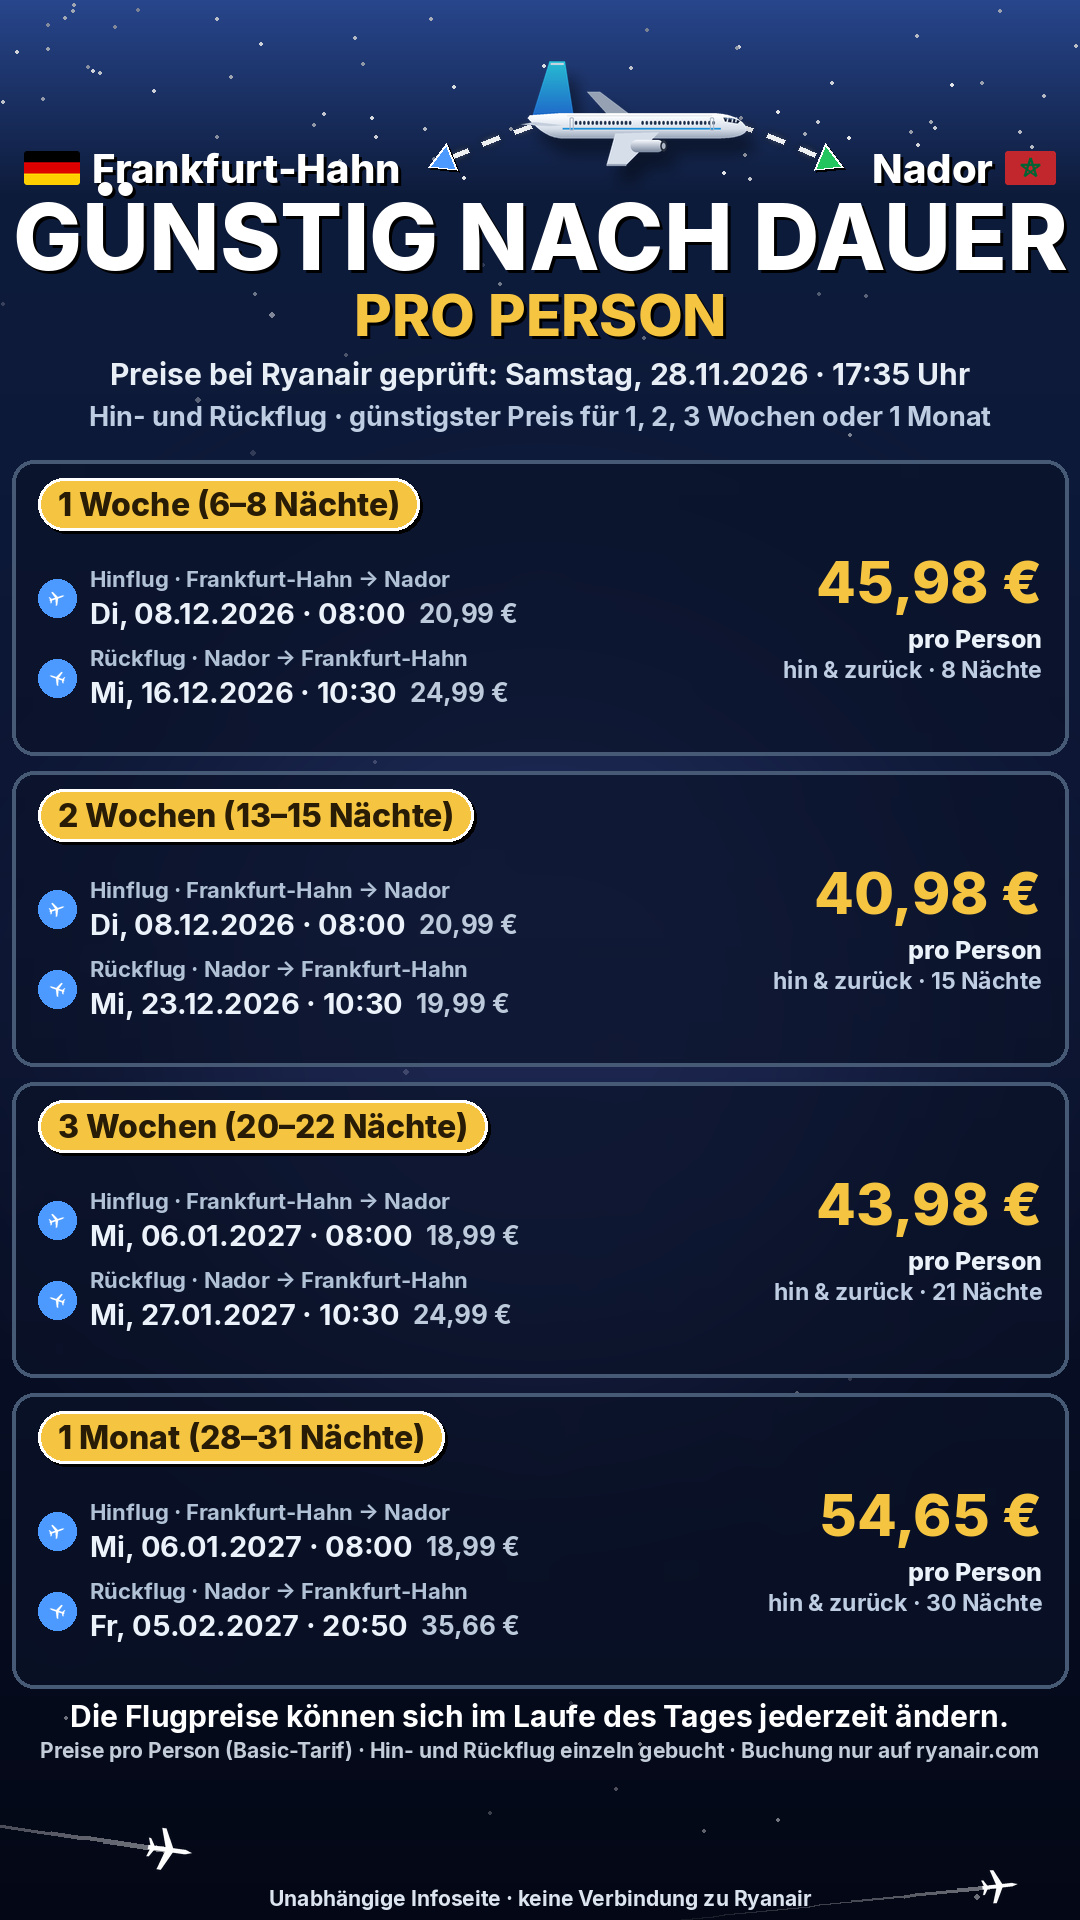 Frankfurt-Hahn
Nador
GÜNSTIG NACH DAUER
PRO PERSON
Preise bei Ryanair geprüft: Samstag, 28.11.2026 · 17:35 Uhr
Hin- und Rückflug · günstigster Preis für 1, 2, 3 Wochen oder 1 Monat
1 Woche (6–8 Nächte)
Hinflug · Frankfurt-Hahn → Nador
Di, 08.12.2026 · 08:00 20,99 €
Rückflug · Nador → Frankfurt-Hahn
Mi, 16.12.2026 · 10:30 24,99 €
45,98 €
pro Person
hin & zurück · 8 Nächte
2 Wochen (13–15 Nächte)
Hinflug · Frankfurt-Hahn → Nador
Di, 08.12.2026 · 08:00 20,99 €
Rückflug · Nador → Frankfurt-Hahn
Mi, 23.12.2026 · 10:30 19,99 €
40,98 €
pro Person
hin & zurück · 15 Nächte
3 Wochen (20–22 Nächte)
Hinflug · Frankfurt-Hahn → Nador
Mi, 06.01.2027 · 08:00 18,99 €
Rückflug · Nador → Frankfurt-Hahn
Mi, 27.01.2027 · 10:30 24,99 €
43,98 €
pro Person
hin & zurück · 21 Nächte
1 Monat (28–31 Nächte)
Hinflug · Frankfurt-Hahn → Nador
Mi, 06.01.2027 · 08:00 18,99 €
Rückflug · Nador → Frankfurt-Hahn
Fr, 05.02.2027 · 20:50 35,66 €
54,65 €
pro Person
hin & zurück · 30 Nächte
Die Flugpreise können sich im Laufe des Tages jederzeit ändern.
Preise pro Person (Basic-Tarif) · Hin- und Rückflug einzeln gebucht · Buchung nur auf ryanair.com
Unabhängige Infoseite · keine Verbindung zu Ryanair